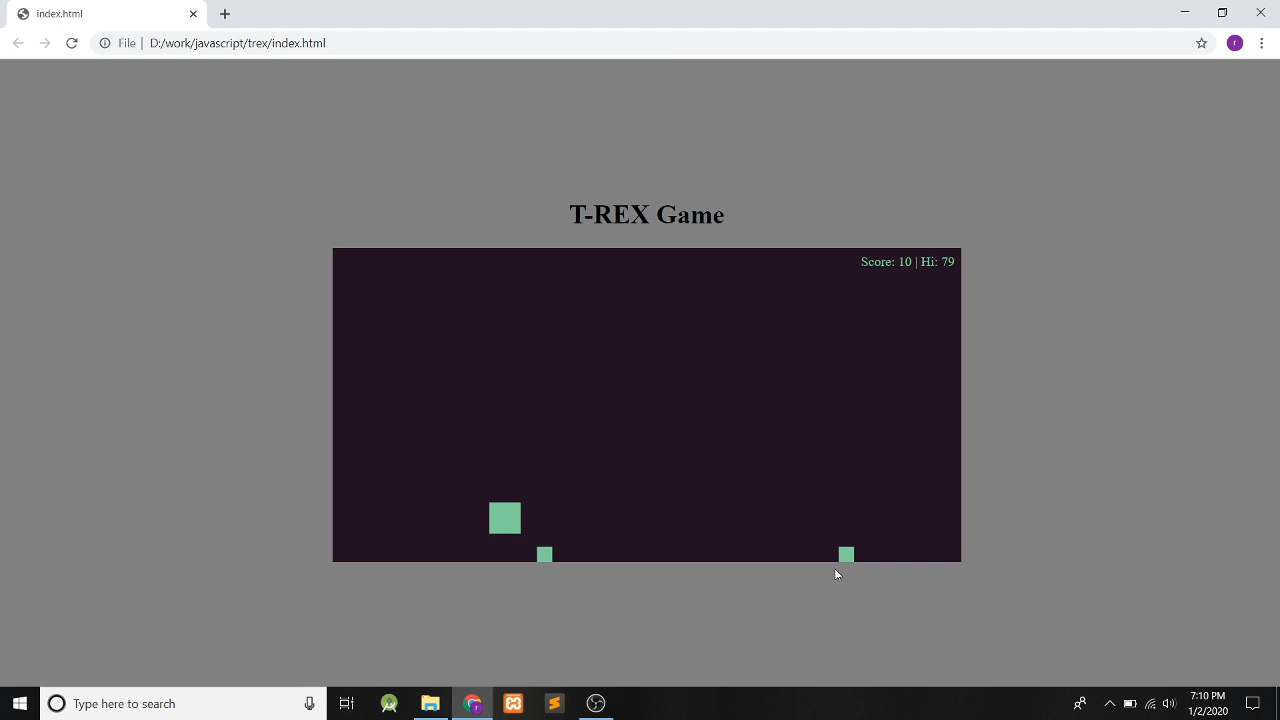 index.html
File | D:/work/javascript/trex/index.html
r
T-REX Game
Score: 10 | Hi: 79
Type here to search
r
7:10 PM
1/2/2020